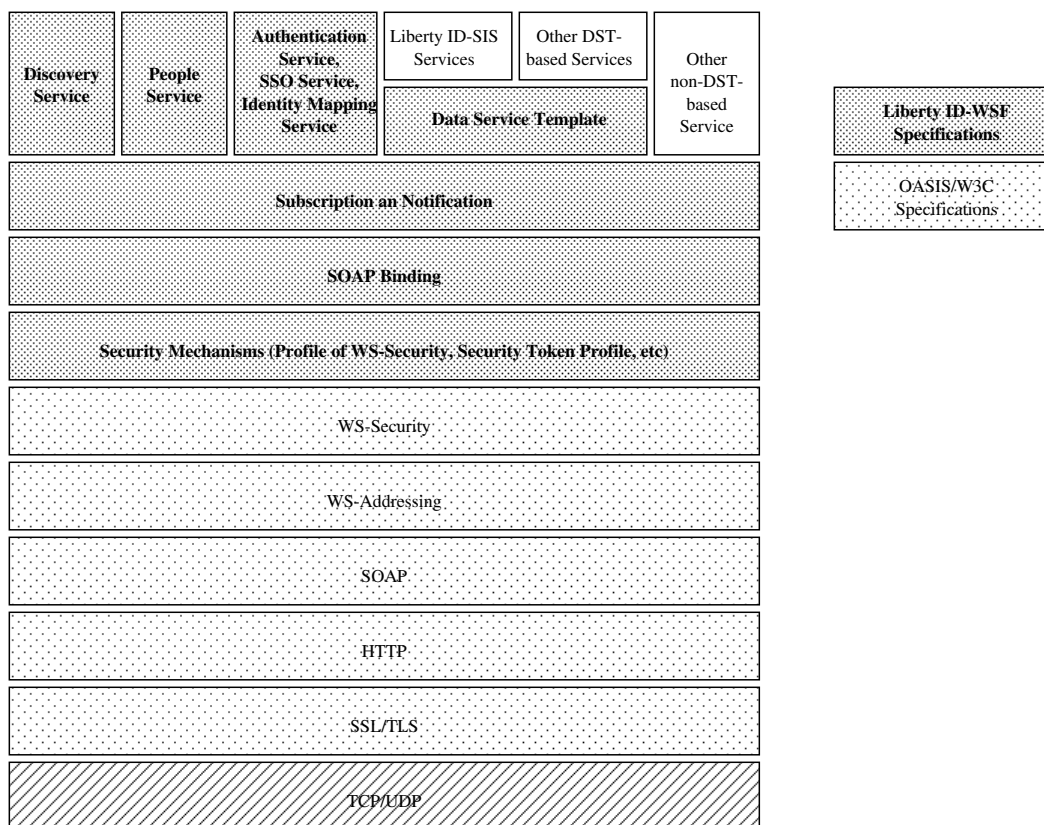 Discovery
Service
People
Service
Authentication
Service,
SSO Service,
Identity Mapping
Service
Liberty ID-SIS
Services
Other DST-
based Services
Data Service Template
Other
non-DST-
based
Service
Subscription an Notification
SOAP Binding
Security Mechanisms (Profile of WS-Security, Security Token Profile, etc)
WS-Security
WS-Addressing
SOAP
HTTP
SSL/TLS
TCP/UDP
Liberty ID-WSF
Specifications
OASIS/W3C
Specifications